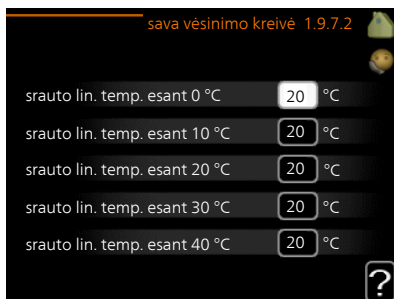 sava vėsinimo kreivė 1.9.7.2
srauto lin. temp. esant 0 °C 20 °C
srauto lin. temp. esant 10 °C 20 °C
srauto lin. temp. esant 20 °C 20 °C
srauto lin. temp. esant 30 °C 20 °C
srauto lin. temp. esant 40 °C 20 °C
?